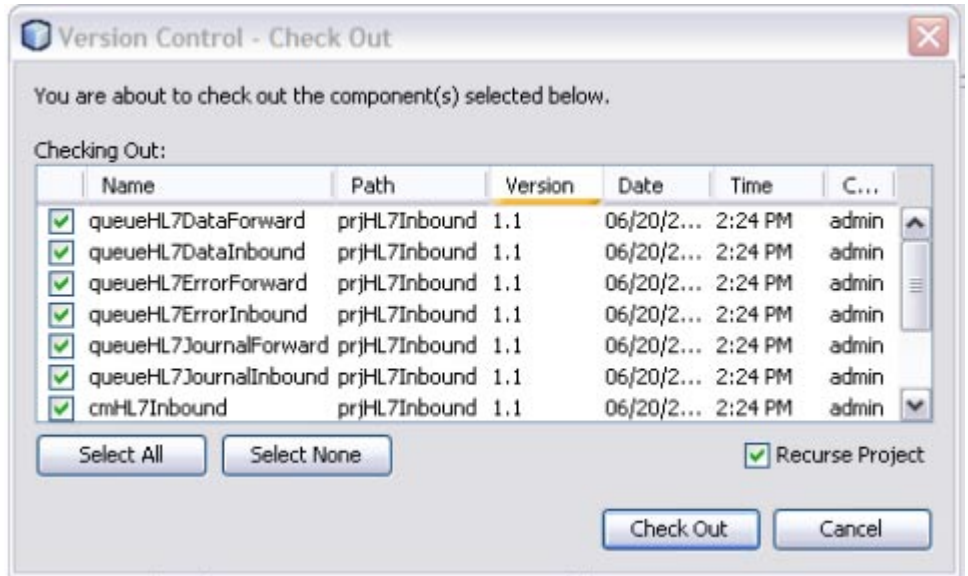 Version Control - Check Out
You are about to check out the component(s) selected below.
Checking Out:
Name Path Version Date Time C...
queueHL7DataForward prjHL7Inbound 1.1 06/20/2... 2:24 PM admin
queueHL7DataInbound prjHL7Inbound 1.1 06/20/2... 2:24 PM admin
queueHL7ErrorForward prjHL7Inbound 1.1 06/20/2... 2:24 PM admin
queueHL7ErrorInbound prjHL7Inbound 1.1 06/20/2... 2:24 PM admin
queueHL7JournalForward prjHL7Inbound 1.1 06/20/2... 2:24 PM admin
queueHL7JournalInbound prjHL7Inbound 1.1 06/20/2... 2:24 PM admin
cmHL7Inbound prjHL7Inbound 1.1 06/20/2... 2:24 PM admin
Select All Select None Recurse Project
Check Out Cancel